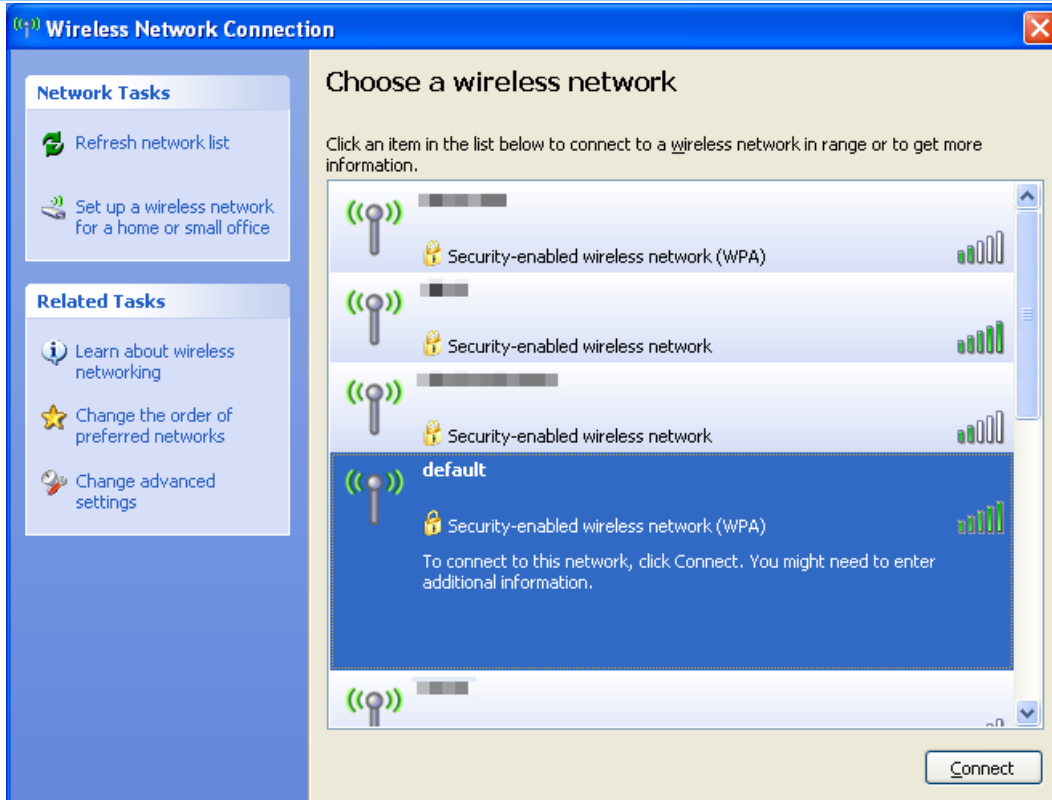 Wireless Network Connection
Network Tasks
Refresh network list
Set up a wireless network
for a home or small office
Related Tasks
Learn about wireless
networking
Change the order of
preferred networks
Change advanced
settings
Choose a wireless network
Click an item in the list below to connect to a wireless network in range or to get more
information.
Security-enabled wireless network (WPA)
Security-enabled wireless network
Security-enabled wireless network
default
Security-enabled wireless network (WPA)
To connect to this network, click Connect. You might need to enter
additional information.
Connect